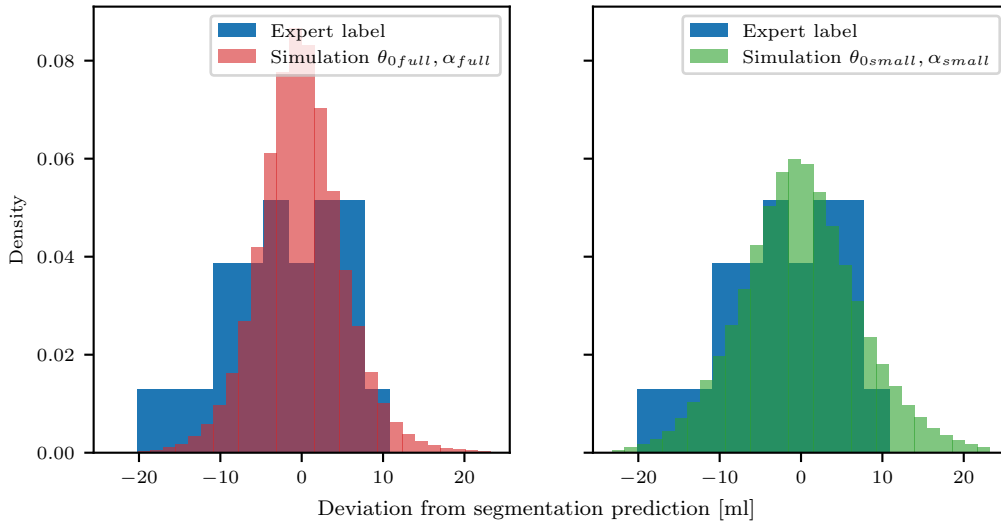 Expert label
Simulation θ₀full, αfull
Expert label
Simulation θ₀small, αsmall
Density
0.08
0.06
0.04
0.02
0.00
−20 −10 0 10 20
−20 −10 0 10 20
Deviation from segmentation prediction [ml]